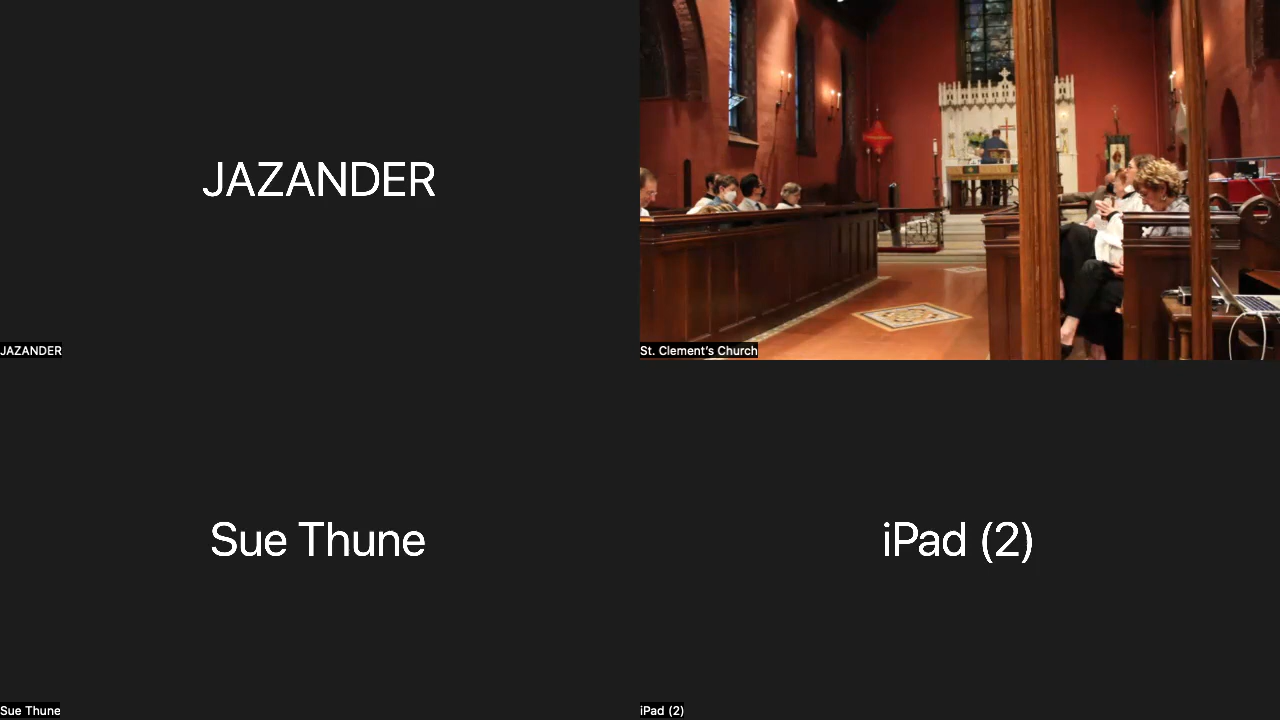 JAZANDER
JAZANDER
St. Clement’s Church
Sue Thune
iPad (2)
Sue Thune
iPad (2)